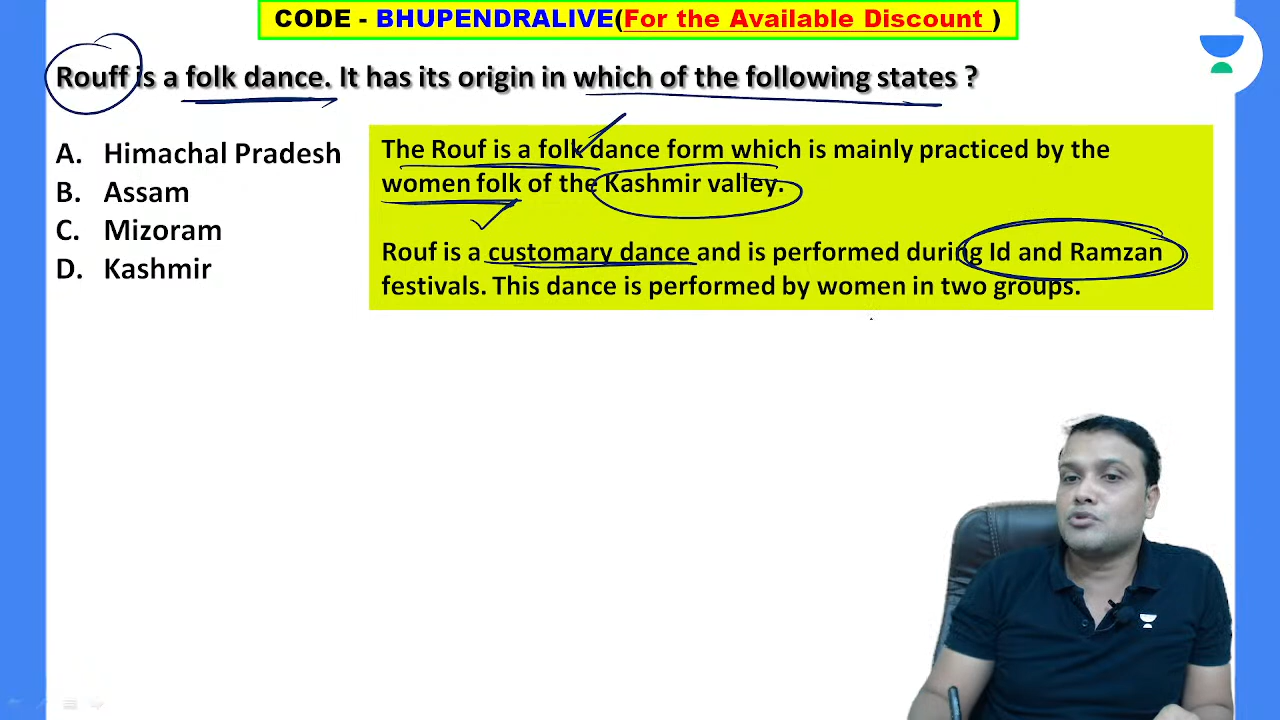 CODE - BHUPENDRALIVE(For the Available Discount )
Rouff is a folk dance. It has its origin in which of the following states ?
A. Himachal Pradesh
B. Assam
C. Mizoram
D. Kashmir
The Rouf is a folk dance form which is mainly practiced by the
women folk of the Kashmir valley.
Rouf is a customary dance and is performed during Id and Ramzan
festivals. This dance is performed by women in two groups.